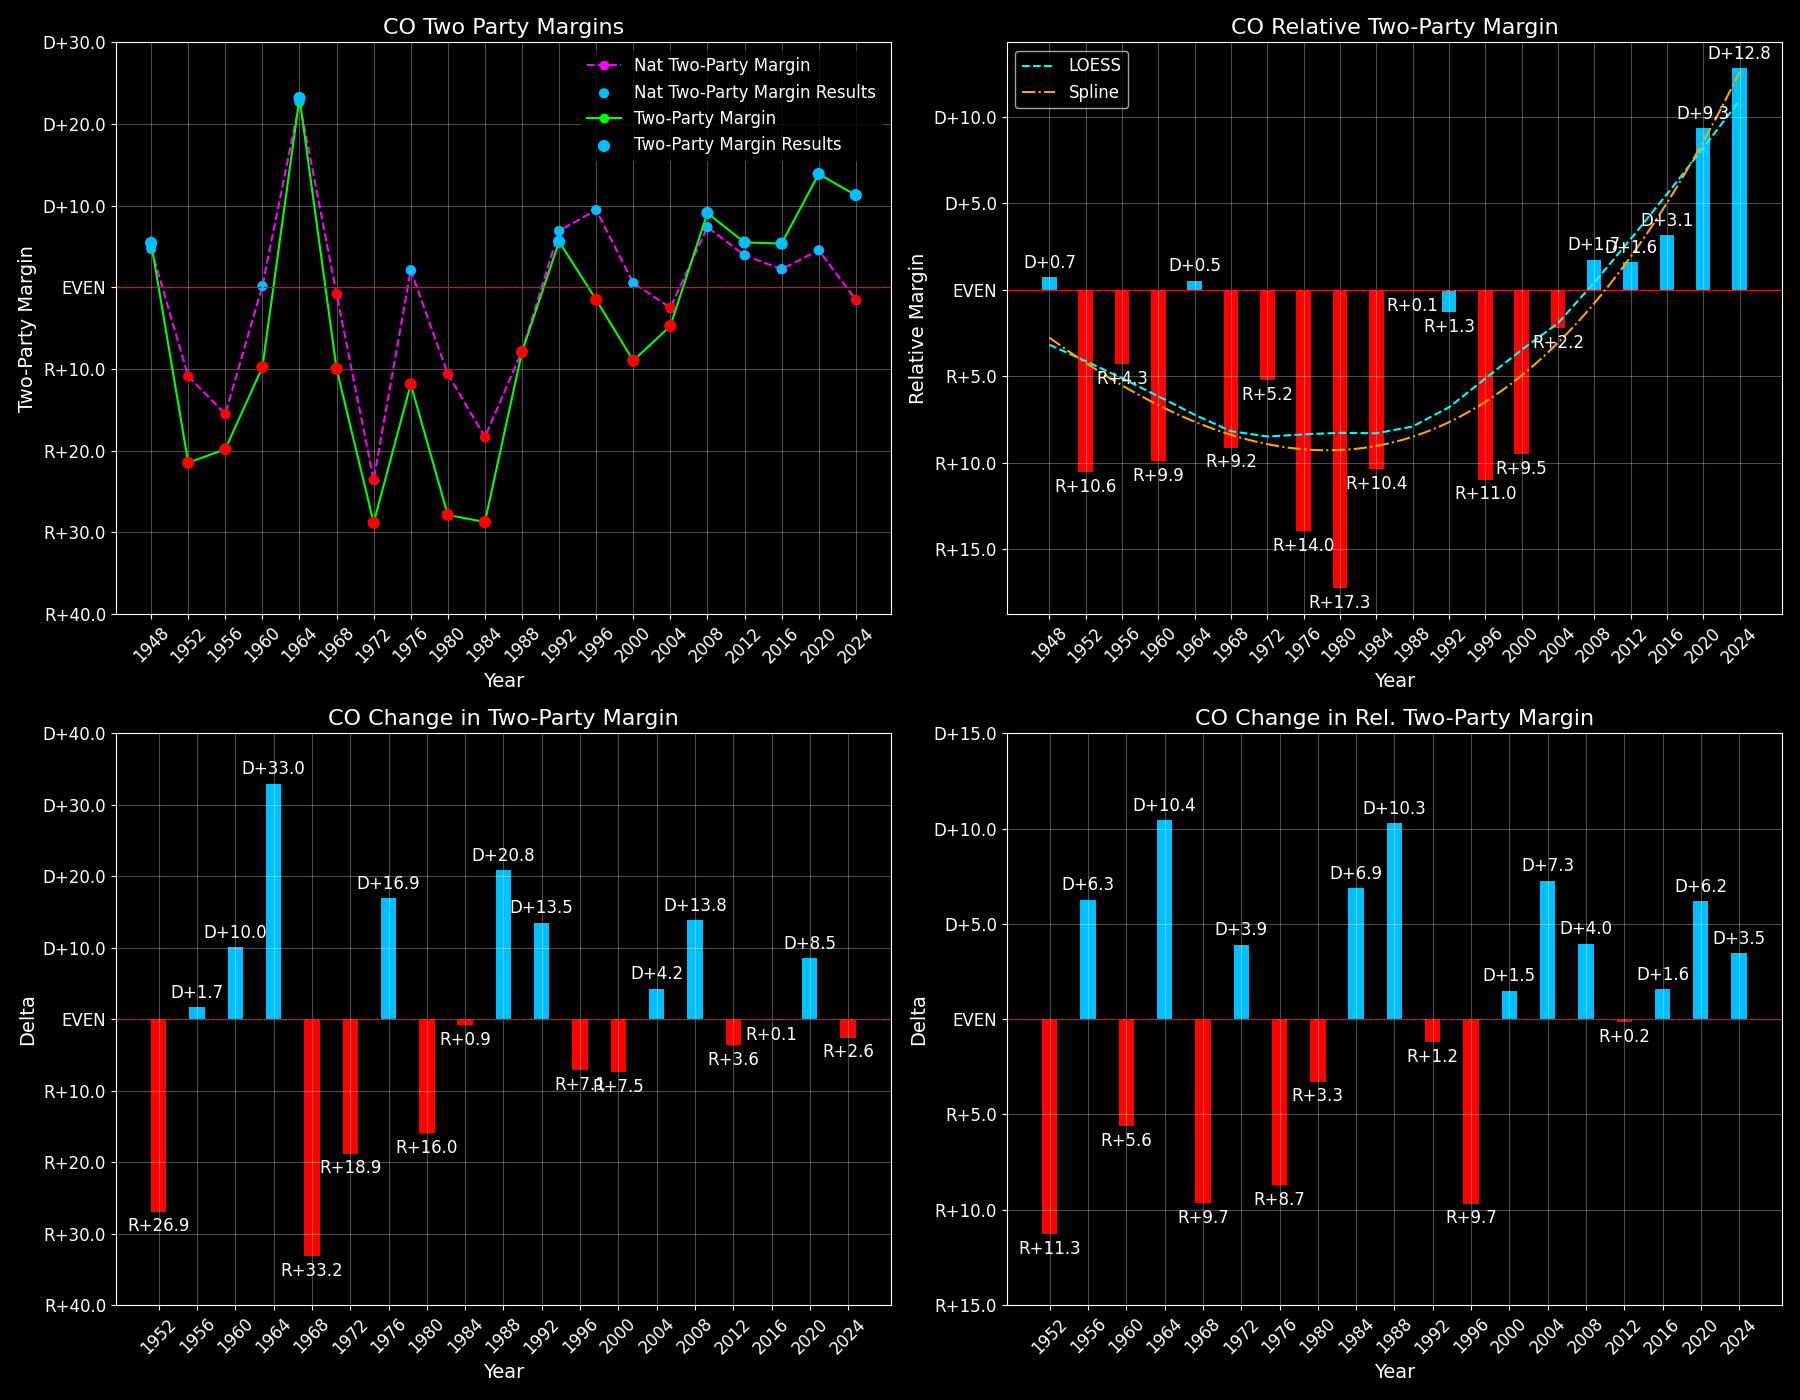 CO Two Party Margins
D+30.0
D+20.0
D+10.0
EVEN
R+10.0
R+20.0
R+30.0
R+40.0
Two-Party Margin
Nat Two-Party Margin
Nat Two-Party Margin Results
Two-Party Margin
Two-Party Margin Results
1948 1952 1956 1960 1964 1968 1972 1976 1980 1984 1988 1992 1996 2000 2004 2008 2012 2016 2020 2024
Year
CO Relative Two-Party Margin
D+10.0
D+5.0
EVEN
R+5.0
R+10.0
R+15.0
Relative Margin
LOESS
Spline
D+0.7
R+10.6
R+4.3
R+9.9
D+0.5
R+9.2
R+5.2
R+14.0
R+17.3
R+10.4
R+0.1
R+1.3
R+11.0
R+9.5
R+2.2
D+1.7
D+1.6
D+3.1
D+9.3
D+12.8
1948 1952 1956 1960 1964 1968 1972 1976 1980 1984 1988 1992 1996 2000 2004 2008 2012 2016 2020 2024
Year
CO Change in Two-Party Margin
D+40.0
D+30.0
D+20.0
D+10.0
EVEN
R+10.0
R+20.0
R+30.0
R+40.0
Delta
R+26.9
D+1.7
D+10.0
D+33.0
R+33.2
R+18.9
D+16.9
R+16.0
R+0.9
D+20.8
D+13.5
R+7.1
R+7.5
D+4.2
D+13.8
R+3.6
R+0.1
D+8.5
R+2.6
1952 1956 1960 1964 1968 1972 1976 1980 1984 1988 1992 1996 2000 2004 2008 2012 2016 2020 2024
Year
CO Change in Rel. Two-Party Margin
D+15.0
D+10.0
D+5.0
EVEN
R+5.0
R+10.0
R+15.0
Delta
R+11.3
D+6.3
R+5.6
D+10.4
R+9.7
D+3.9
R+8.7
R+3.3
D+6.9
D+10.3
R+1.2
R+9.7
D+1.5
D+7.3
D+4.0
R+0.2
D+1.6
D+6.2
D+3.5
1952 1956 1960 1964 1968 1972 1976 1980 1984 1988 1992 1996 2000 2004 2008 2012 2016 2020 2024
Year